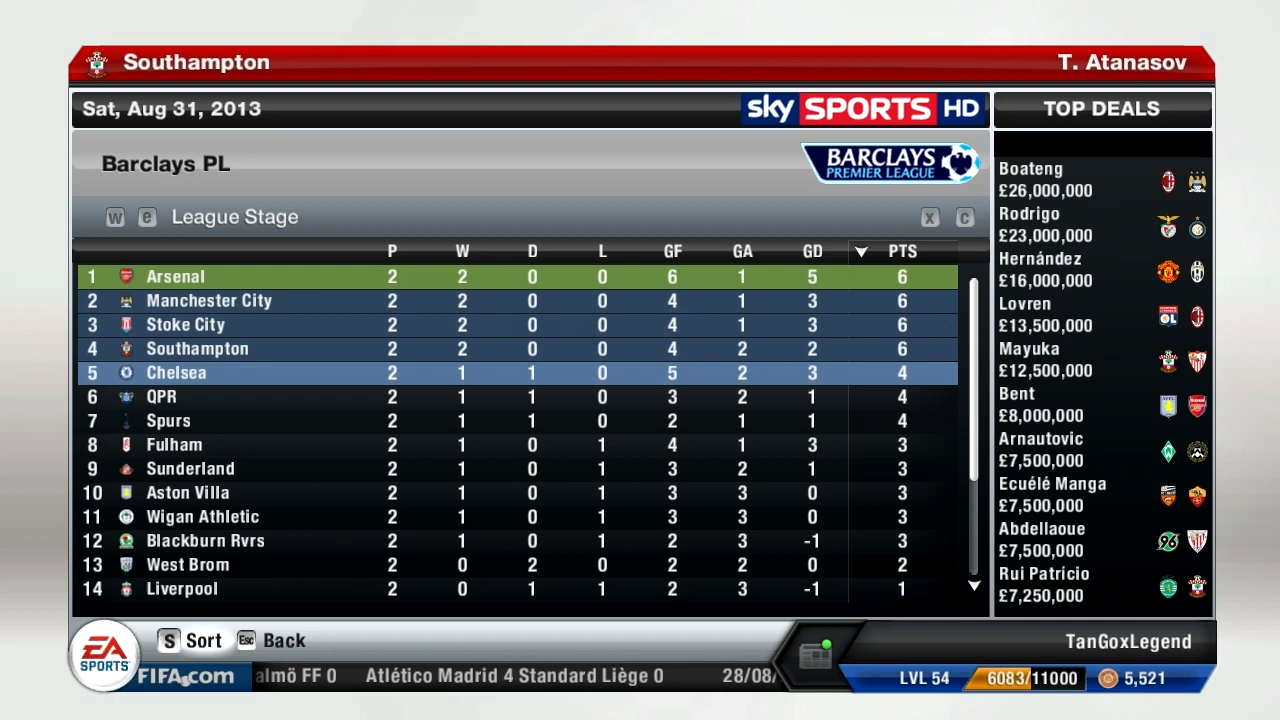 Southampton
T. Atanasov
Sat, Aug 31, 2013
sky SPORTS HD
TOP DEALS
Barclays PL
BARCLAYS
PREMIER LEAGUE
W e League Stage X C
P W D L GF GA GD PTS
1 Arsenal 2 2 0 0 6 1 5 6
2 Manchester City 2 2 0 0 4 1 3 6
3 Stoke City 2 2 0 0 4 1 3 6
4 Southampton 2 2 0 0 4 2 2 6
5 Chelsea 2 1 1 0 5 2 3 4
6 QPR 2 1 1 0 3 2 1 4
7 Spurs 2 1 1 0 2 1 1 4
8 Fulham 2 1 0 1 4 1 3 3
9 Sunderland 2 1 0 1 3 2 1 3
10 Aston Villa 2 1 0 1 3 3 0 3
11 Wigan Athletic 2 1 0 1 3 3 0 3
12 Blackburn Rvrs 2 1 0 1 2 3 -1 3
13 West Brom 2 0 2 0 2 2 0 2
14 Liverpool 2 0 1 1 2 3 -1 1
Boateng
£26,000,000
Rodrigo
£23,000,000
Hernández
£16,000,000
Lovren
£13,500,000
Mayuka
£12,500,000
Bent
£8,000,000
Arnautovic
£7,500,000
Ecuélé Manga
£7,500,000
Abdellaoue
£7,500,000
Rui Patrício
£7,250,000
S Sort Esc Back
TanGoxLegend
EA
SPORTS
FIFA.com
almö FF 0 Atlético Madrid 4 Standard Liège 0 28/08/
LVL 54 6083/11000 5,521